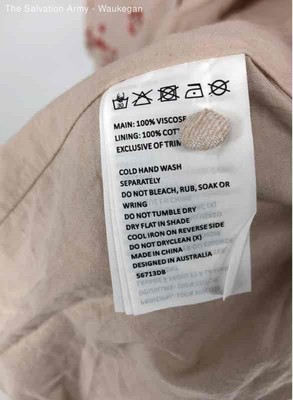 The Salvation Army - Waukegan
MAIN: 100% VISCOSE
LINING: 100% COTT
EXCLUSIVE OF TRIM
COLD HAND WASH
SEPARATELY
DO NOT BLEACH, RUB, SOAK OR
WRING
DO NOT TUMBLE DRY
DRY FLAT IN SHADE
COOL IRON ON REVERSE SIDE
DO NOT DRYCLEAN (X)
MADE IN CHINA
DESIGNED IN AUSTRALIA
S6713DB